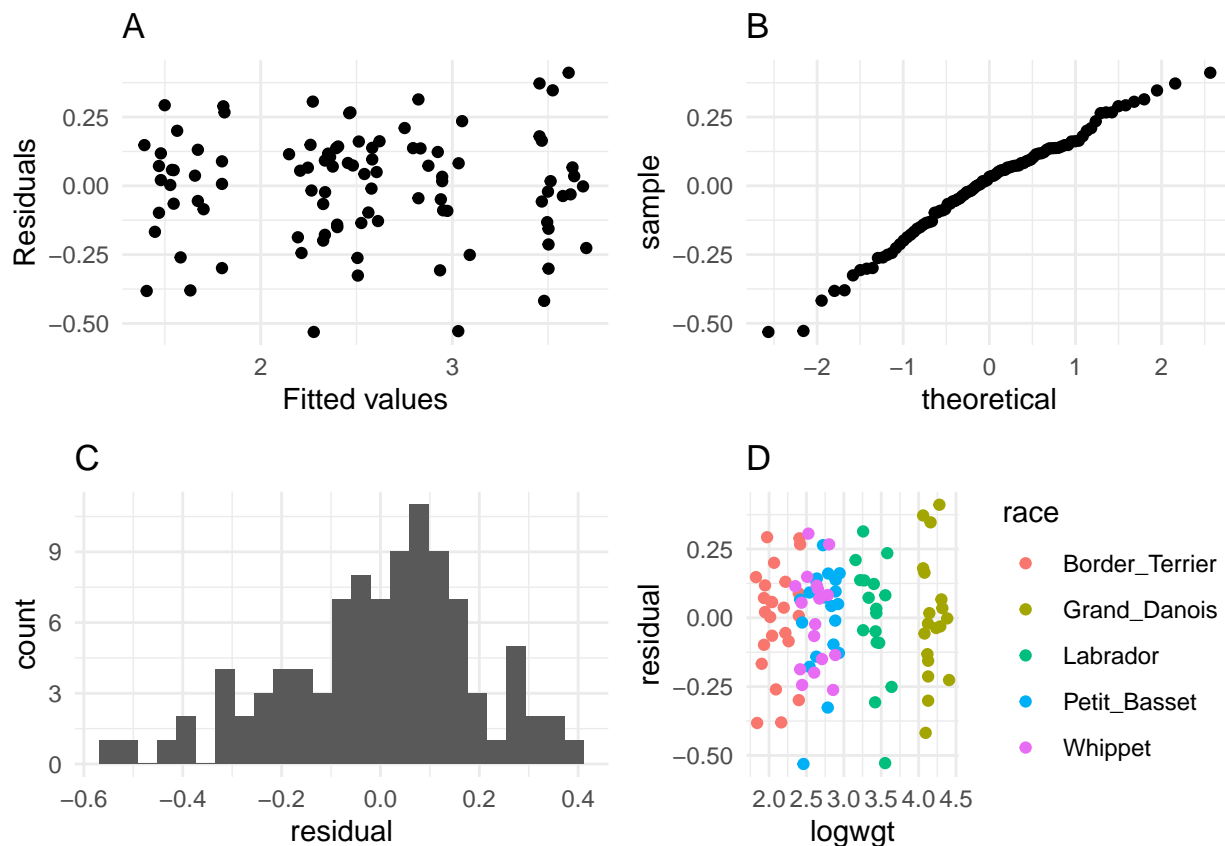 A
Residuals
0.25
0.00
−0.25
−0.50
2 3
Fitted values
B
sample
0.25
0.00
−0.25
−0.50
−2 −1 0 1 2
theoretical
C
count
9
6
3
0
−0.6 −0.4 −0.2 0.0 0.2 0.4
residual
D
residual
0.25
0.00
−0.25
−0.50
2.0 2.5 3.0 3.5 4.0 4.5
logwgt
race
Border_Terrier
Grand_Danois
Labrador
Petit_Basset
Whippet